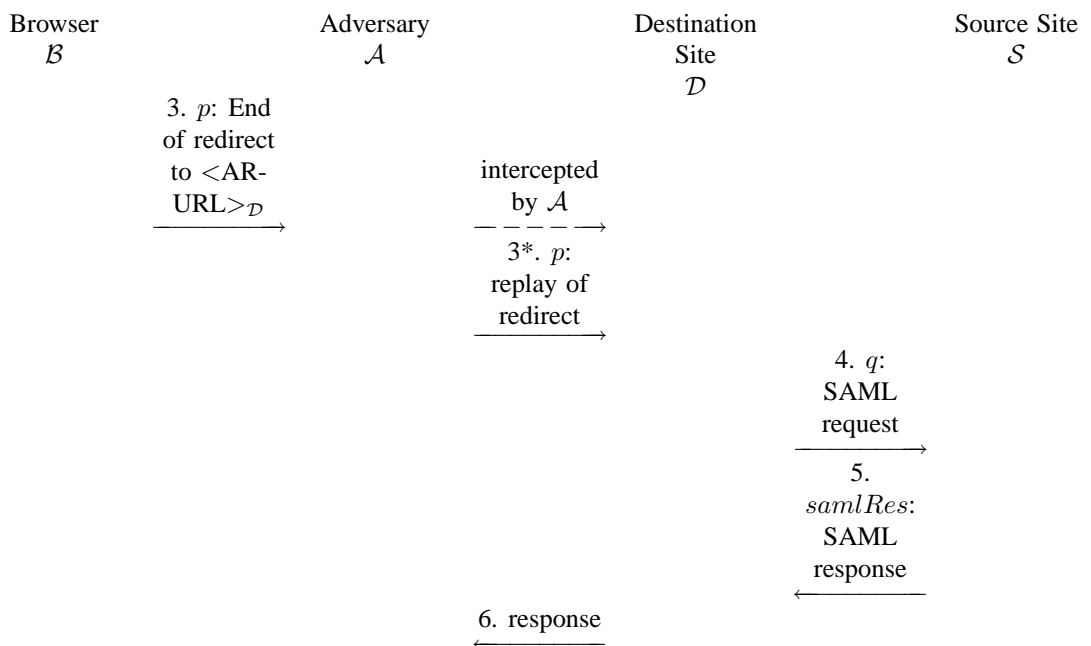 Browser
Adversary
Destination
Source Site
ℬ
𝒜
Site
𝒮
𝒟
3. p: End
of redirect
to <AR-
URL>𝒟
intercepted
by 𝒜
3*. p:
replay of
redirect
4. q:
SAML
request
5.
samlRes:
SAML
response
6. response